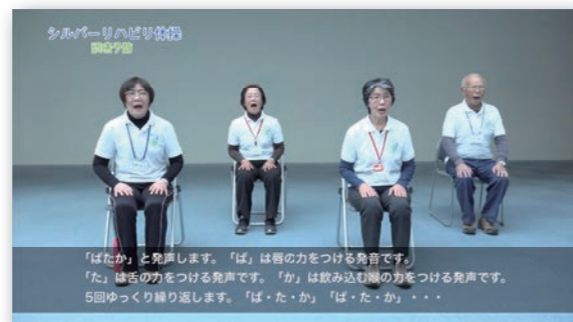 シルバーリハビリ体操
「ぱたか」と発声します。「ぱ」は唇の力をつける発音です。
「た」は舌の力をつける発声です。「か」は飲み込む喉の力をつける発声です。
5回ゆっくり繰り返します。「ぱ・た・か」「ぱ・た・か」・・・